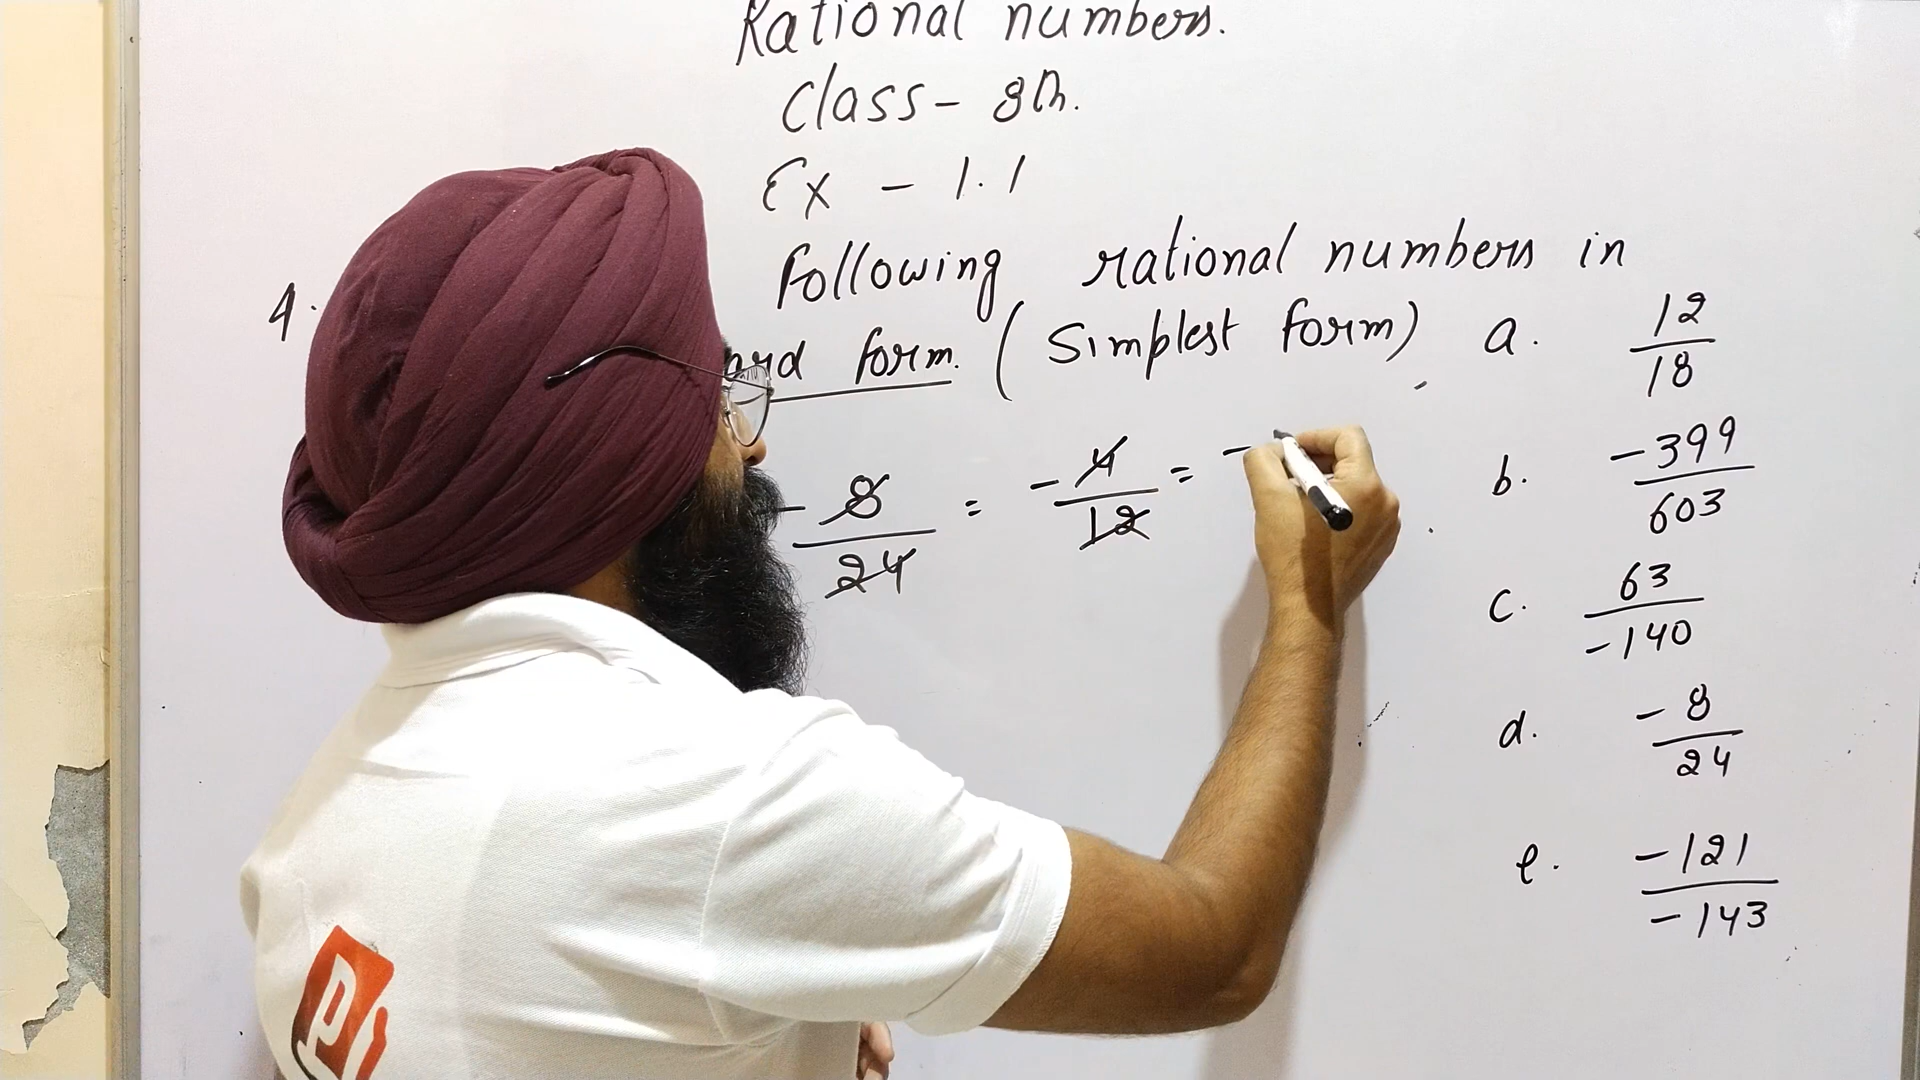 Rational numbers.
Class - 8th.
Ex - 1.1
1. Following rational numbers in
form. (Simplest form)
a. 12/18
b. -399/603
c. 63/-140
d. -8/24
e. -121/-143
-8/24 = -4/12 = -